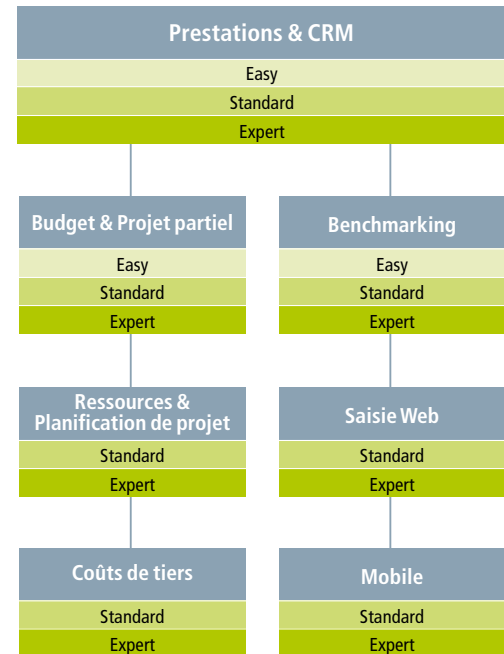 Prestations & CRM
Easy
Standard
Expert
Budget & Projet partiel
Easy
Standard
Expert
Benchmarking
Easy
Standard
Expert
Ressources &
Planification de projet
Standard
Expert
Saisie Web
Standard
Expert
Coûts de tiers
Standard
Expert
Mobile
Standard
Expert